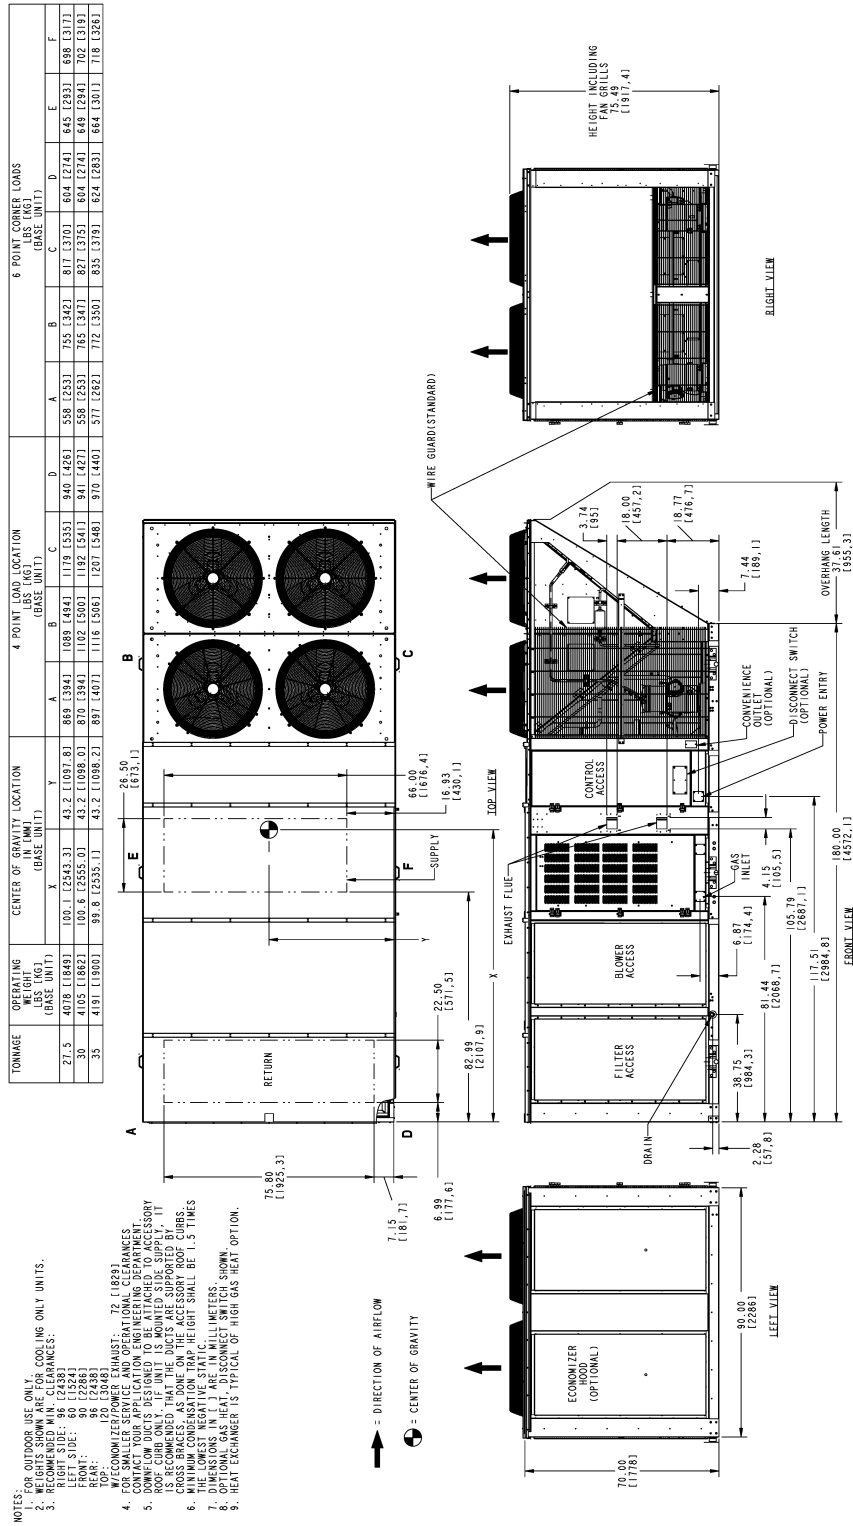 TONNAGE
OPERATING
WEIGHT
LBS [KG]
(BASE UNIT)
CENTER OF GRAVITY LOCATION
IN [MM]
(BASE UNIT)
4 POINT LOAD LOCATION
LBS [KG]
(BASE UNIT)
6 POINT CORNER LOADS
LBS [KG]
(BASE UNIT)
X Y A B C D A B C D E F
27.5 4078 [1849] 100.1 [2543.3] 43.2 [1097.8] 869 [394] 1089 [494] 1179 [535] 940 [426] 558 [253] 755 [342] 817 [370] 604 [274] 645 [293] 698 [317]
30 4105 [1862] 100.6 [2555.0] 43.2 [1098.0] 870 [394] 1102 [500] 1192 [541] 941 [427] 558 [253] 765 [347] 827 [375] 604 [274] 649 [294] 702 [319]
35 4191 [1900] 99.8 [2535.1] 43.2 [1098.2] 897 [407] 1116 [506] 1207 [548] 970 [440] 577 [262] 772 [350] 835 [379] 624 [283] 664 [301] 718 [326]
NOTES:
1. FOR OUTDOOR USE ONLY.
2. WEIGHTS SHOWN ARE FOR COOLING ONLY UNITS.
3. RECOMMENDED MIN. CLEARANCES:
RIGHT SIDE: 96 [2438]
LEFT SIDE: 60 [1524]
FRONT: 90 [2286]
REAR: 96 [2438]
TOP: 120 [3048]
W/ECONOMIZER/POWER EXHAUST: 72 [1829]
4. FOR SMALLER SERVICE AND OPERATIONAL CLEARANCES
CONTACT YOUR APPLICATION ENGINEERING DEPARTMENT.
5. DOWNFLOW DUCTS DESIGNED TO BE ATTACHED TO ACCESSORY
ROOF CURB ONLY. IF UNIT IS MOUNTED SIDE SUPPLY, IT
IS RECOMMENDED THAT THE DUCTS ARE SUPPORTED BY
CROSS BRACES, AS DONE ON THE ACCESSORY ROOF CURBS.
6. MINIMUM CONDENSATION TRAP HEIGHT SHALL BE 1.5 TIMES
THE LOWEST NEGATIVE STATIC.
7. DIMENSIONS IN [ ] ARE IN MILLIMETERS.
8. OPTIONAL GAS HEAT, DISCONNECT SWITCH SHOWN.
9. HEAT EXCHANGER IS TYPICAL OF HIGH GAS HEAT OPTION.
= DIRECTION OF AIRFLOW
= CENTER OF GRAVITY
A
E
B
D
F
C
RETURN
SUPPLY
75.80
[1925,3]
7.15
[181,7]
6.99
[177,6]
22.50
[571,5]
82.99
[2107,9]
X
Y
26.50
[673,1]
66.00
[1676,4]
16.93
[430,1]
TOP VIEW
WIRE GUARD(STANDARD)
EXHAUST FLUE
FILTER
ACCESS
BLOWER
ACCESS
CONTROL
ACCESS
GAS
INLET
DRAIN
CONVENIENCE
OUTLET
(OPTIONAL)
DISCONNECT SWITCH
(OPTIONAL)
POWER ENTRY
3.74
[95]
18.00
[457,2]
18.77
[476,7]
7.44
[189,1]
OVERHANG LENGTH
37.61
[955,3]
2.28
[57,8]
38.75
[984,3]
6.87
[174,4]
81.44
[2068,7]
4.15
[105,5]
105.79
[2687,1]
117.51
[2984,8]
180.00
[4572,1]
FRONT VIEW
ECONOMIZER
HOOD
(OPTIONAL)
70.00
[1778]
90.00
[2286]
LEFT VIEW
HEIGHT INCLUDING
FAN GRILLS
75.49
[1917,4]
RIGHT VIEW